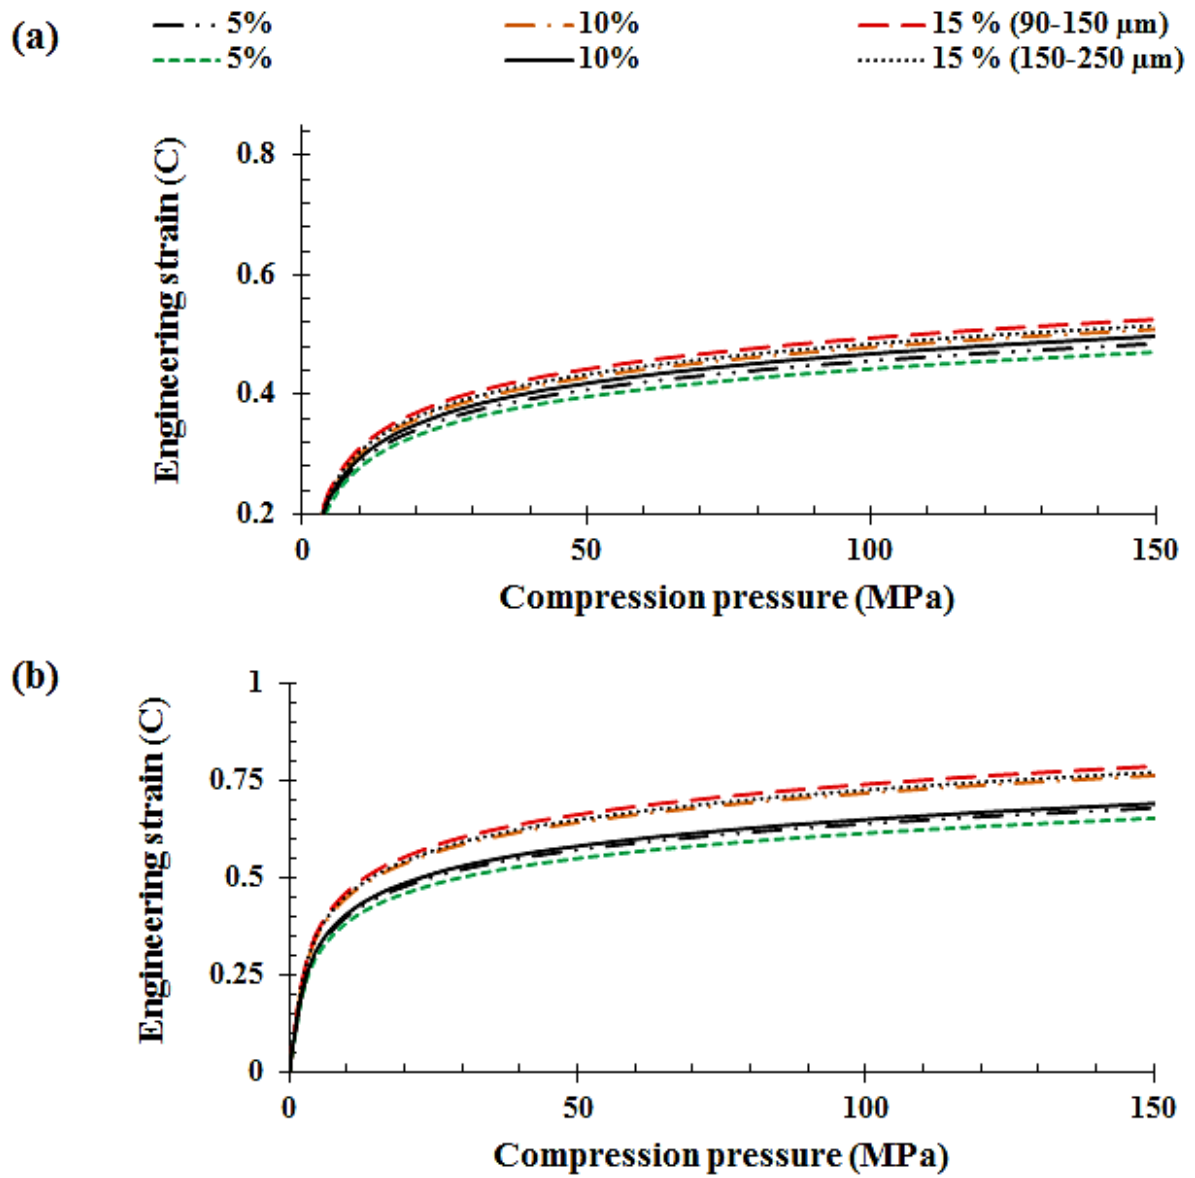 (a)
5% 10% 15 % (90-150 μm)
5% 10% 15 % (150-250 μm)
Engineering strain (C)
0.8
0.6
0.4
0.2
0 50 100 150
Compression pressure (MPa)
(b)
Engineering strain (C)
1
0.75
0.5
0.25
0
0 50 100 150
Compression pressure (MPa)